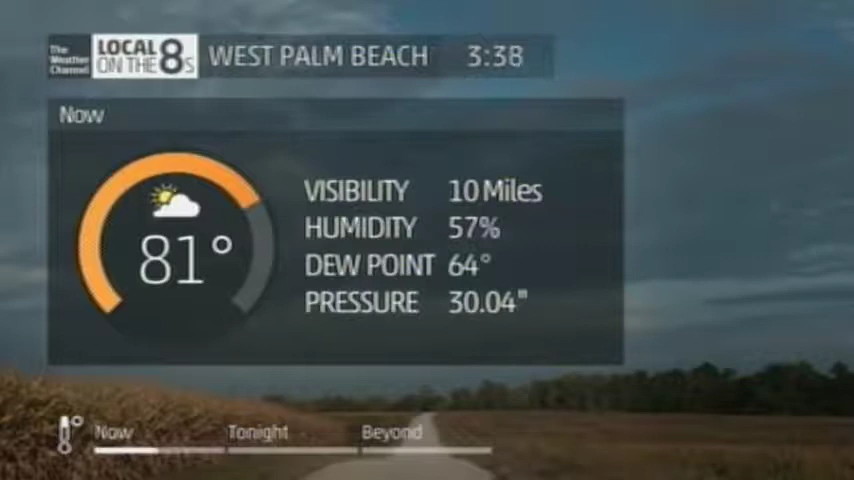 The
Weather
Channel
LOCAL
ON THE 8s
WEST PALM BEACH 3:38
Now
81°
VISIBILITY 10 Miles
HUMIDITY 57%
DEW POINT 64°
PRESSURE 30.04"
Now Tonight Beyond